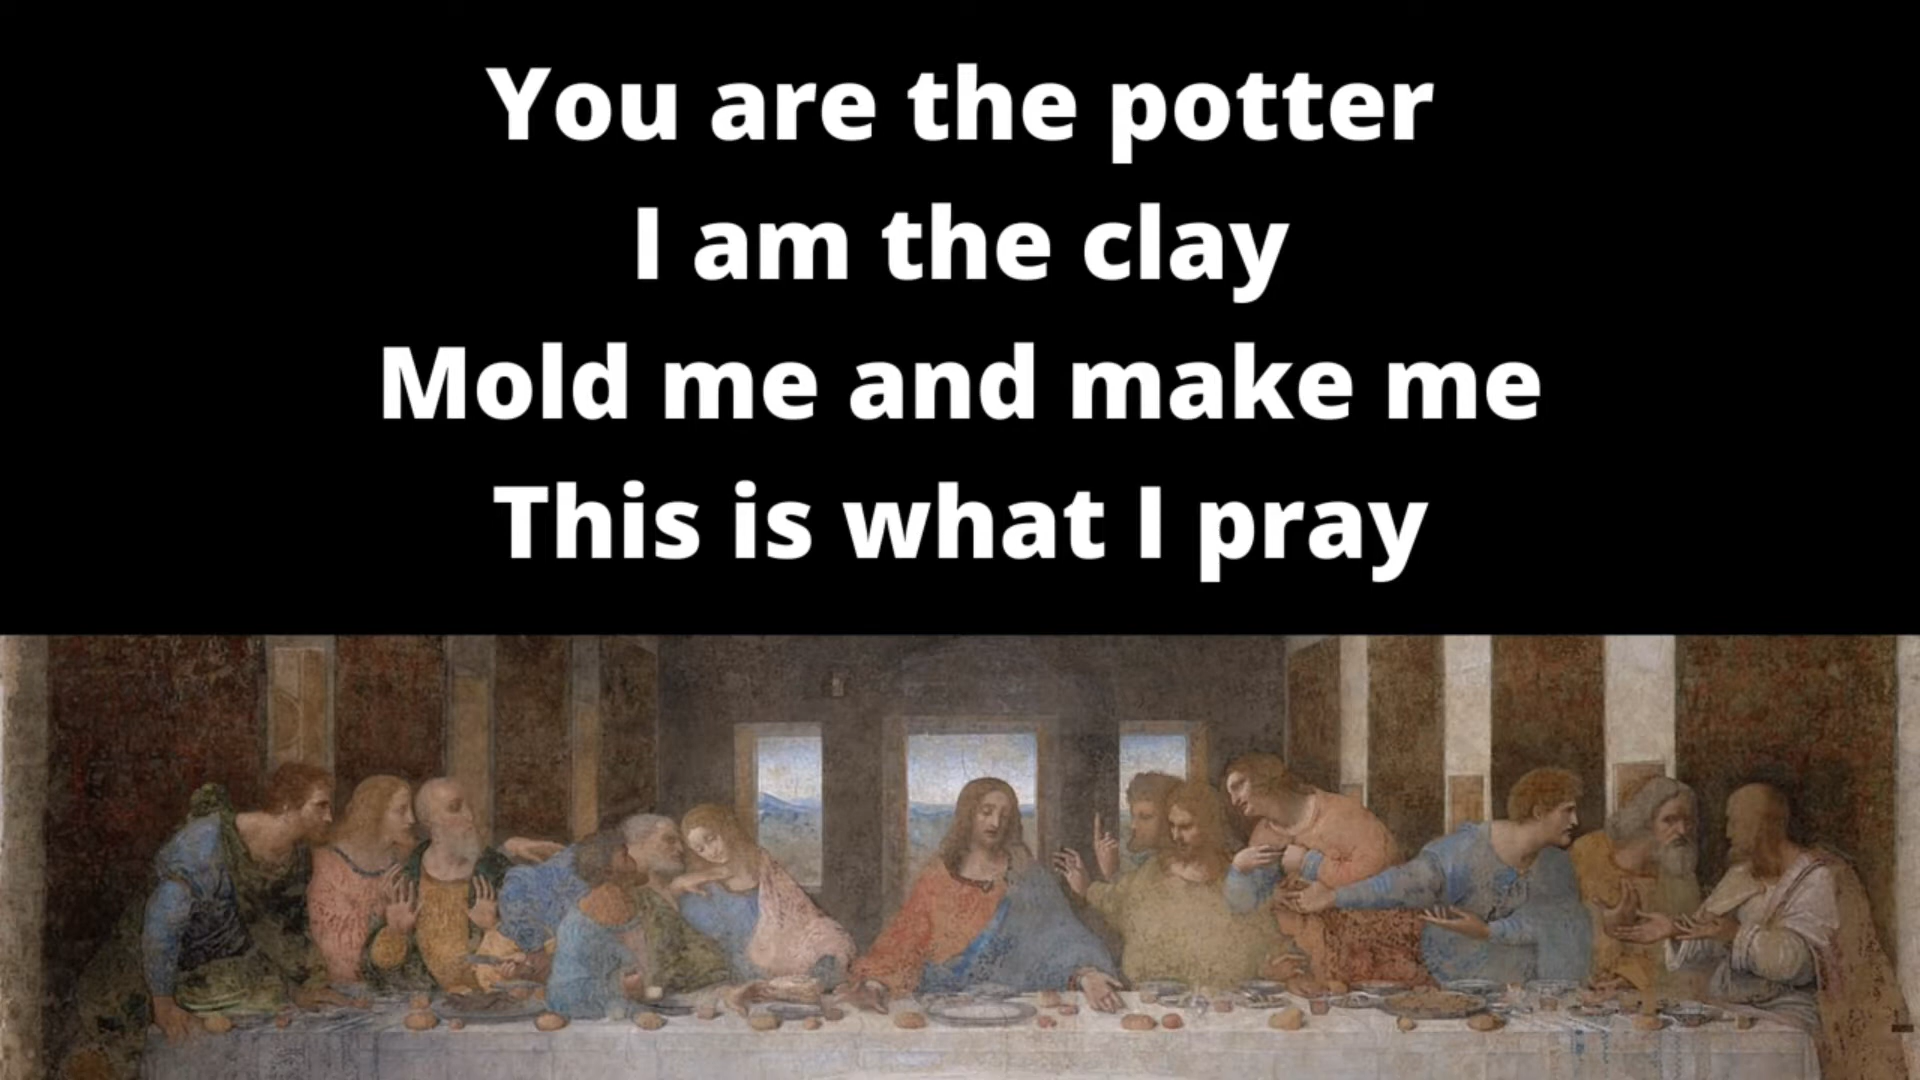 You are the potter
I am the clay
Mold me and make me
This is what I pray